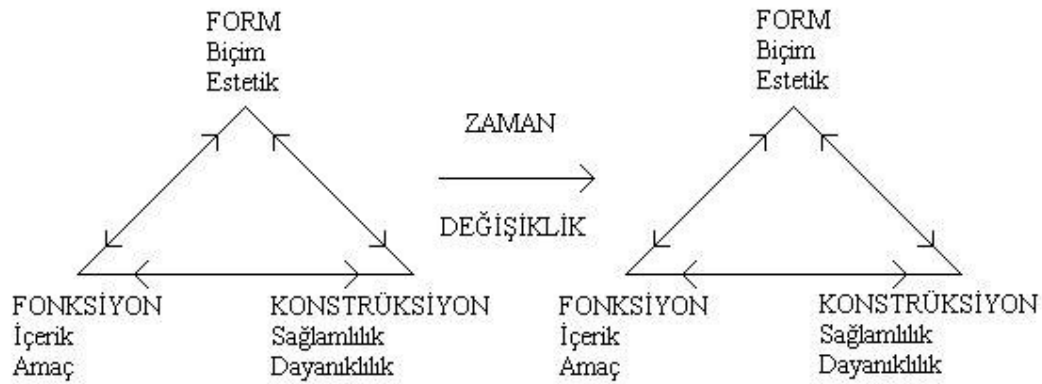 FORM
Biçim
Estetik
FONKSİYON
İçerik
Amaç
KONSTRÜKSİYON
Sağlamlılık
Dayanıklılık
ZAMAN
DEĞİŞİKLİK
FORM
Biçim
Estetik
FONKSİYON
İçerik
Amaç
KONSTRÜKSİYON
Sağlamlılık
Dayanıklılık